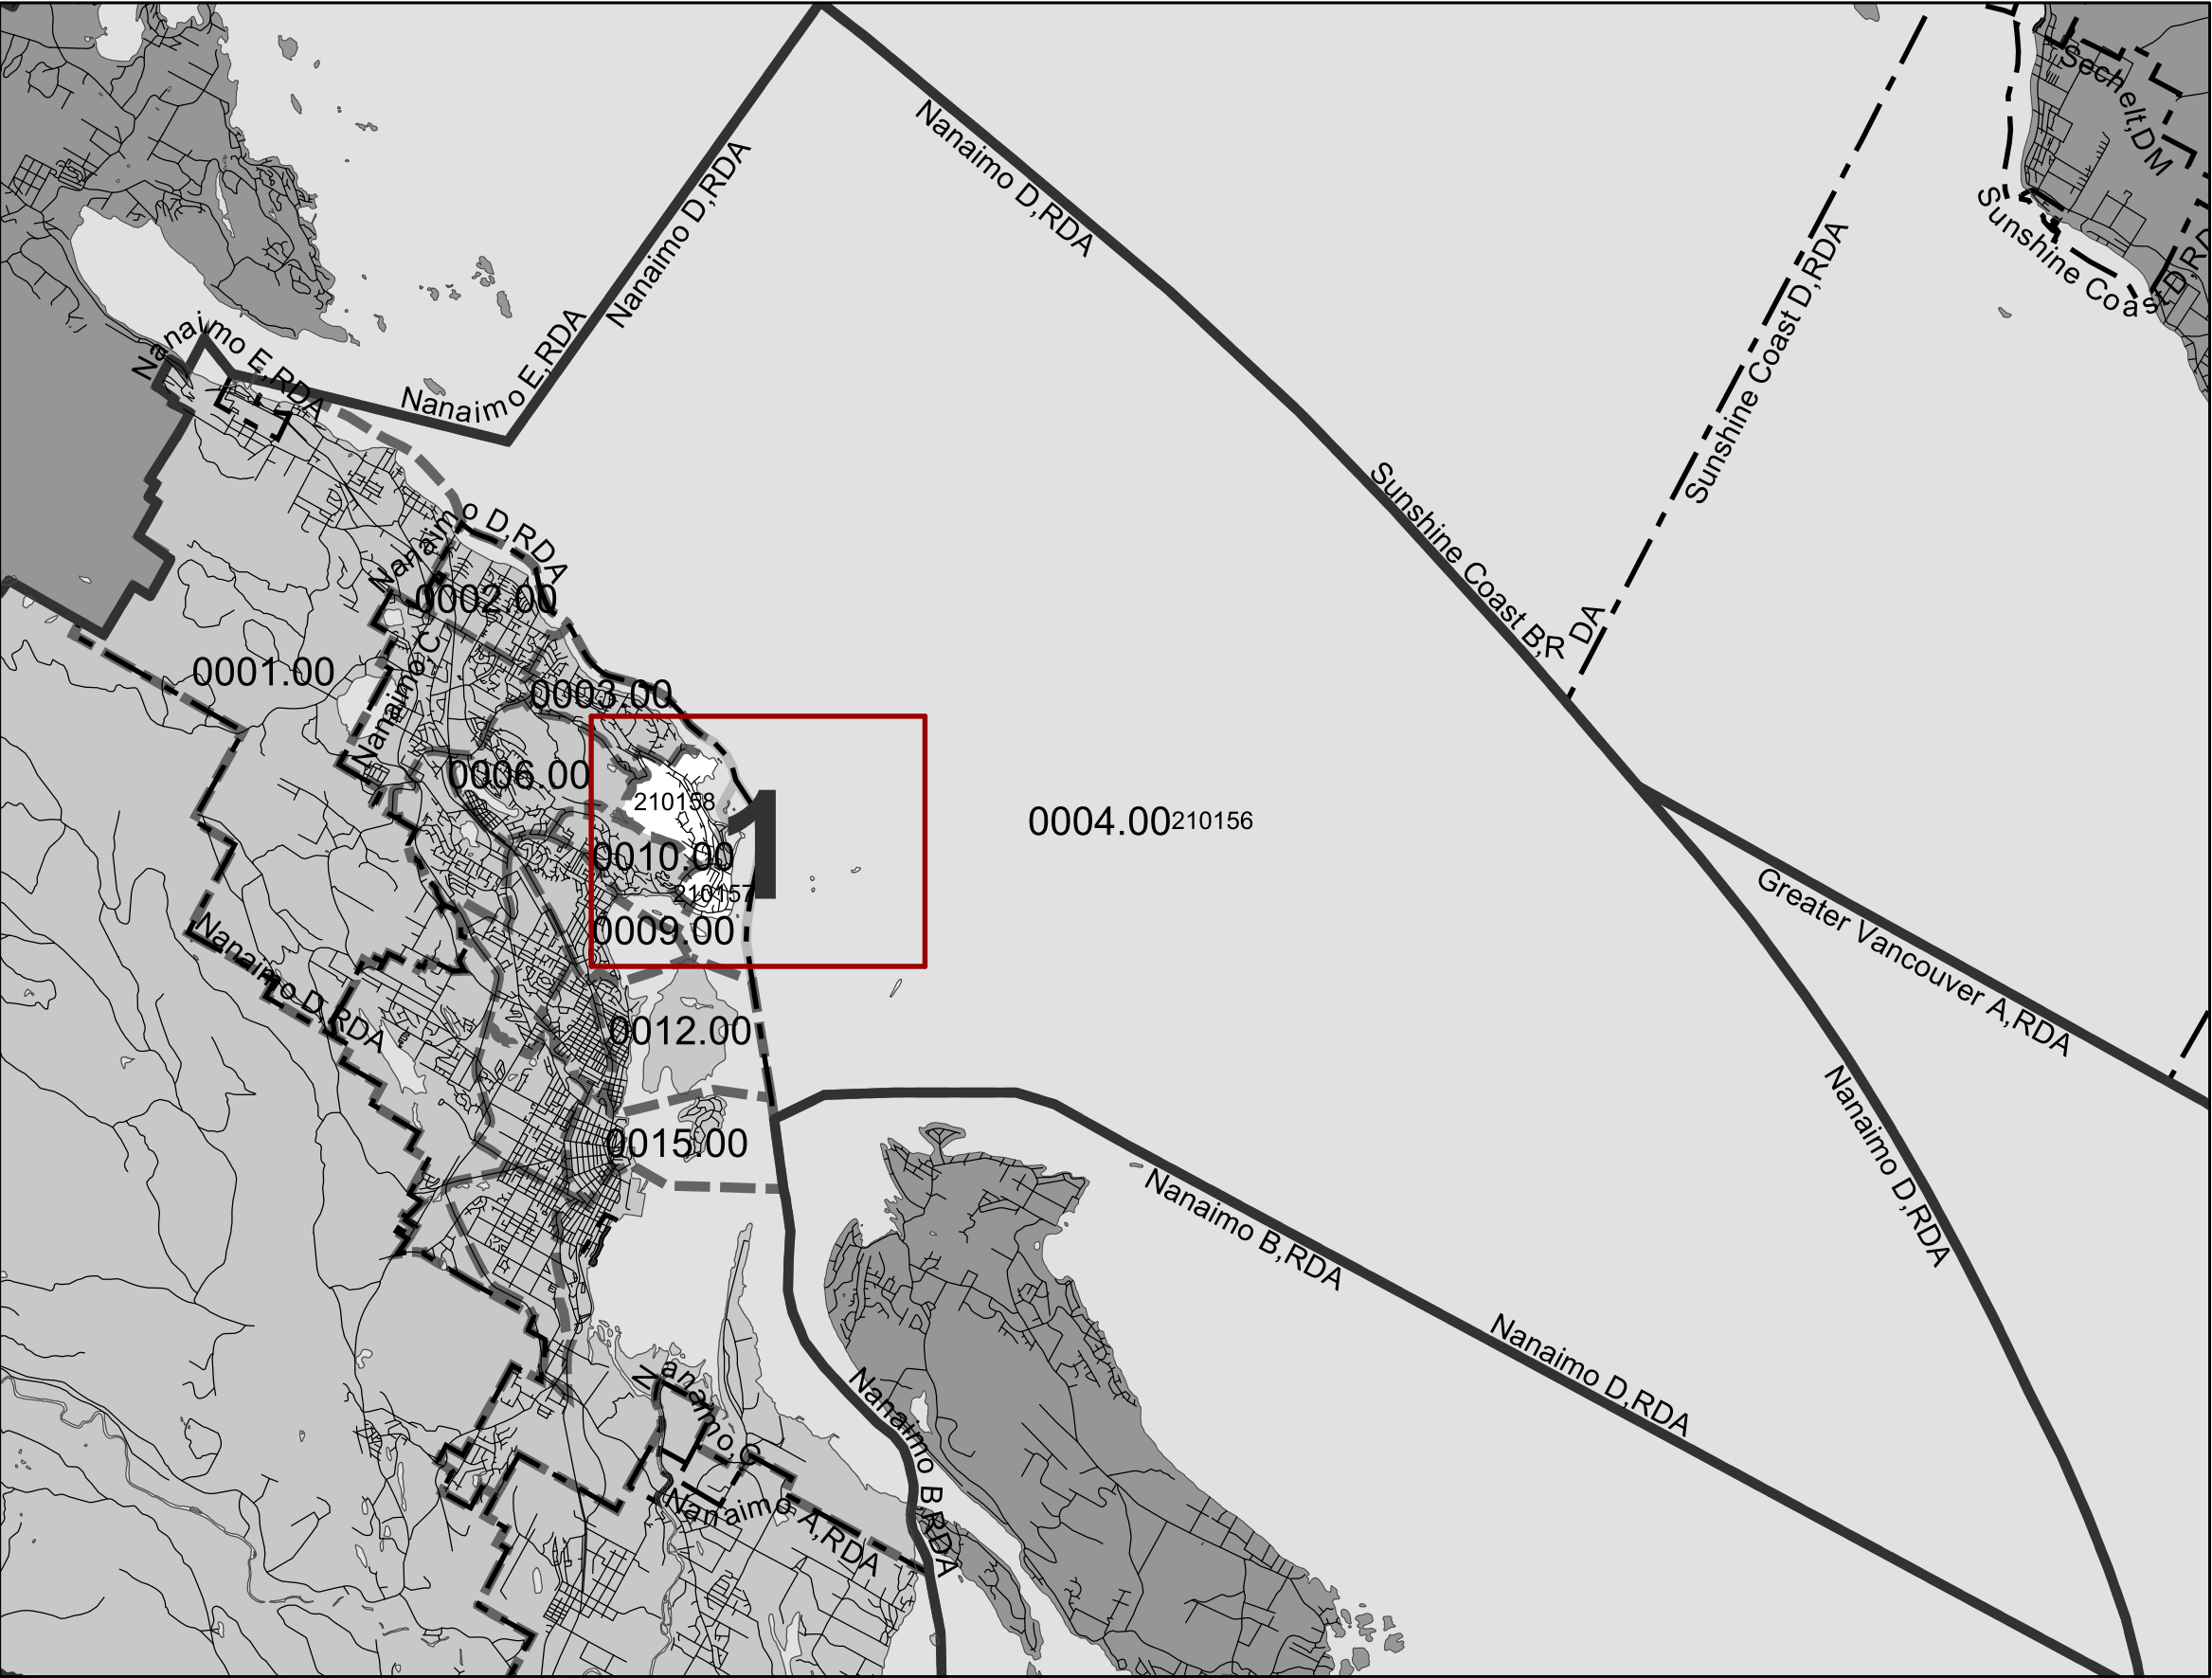 Sechelt,DM
Nanaimo D,RDA
Nanaimo D,RDA
Sunshine Coast D,RDA
Sunshine Coast D,RD
Nanaimo E,RDA
Nanaimo E,RDA
Nanaimo D,RDA
Sunshine Coast B,RDA
0002.00
Nanaimo,C
0001.00
0003.00
0006.00
210158
1
0004.00
210156
0010.00
210157
0009.00
Greater Vancouver A,RDA
Nanaimo D,RDA
0012.00
Nanaimo D,RDA
0015.00
Nanaimo B,RDA
Nanaimo D,RDA
Nanaimo,C
Nanaimo B,RDA
Nanaimo A,RDA